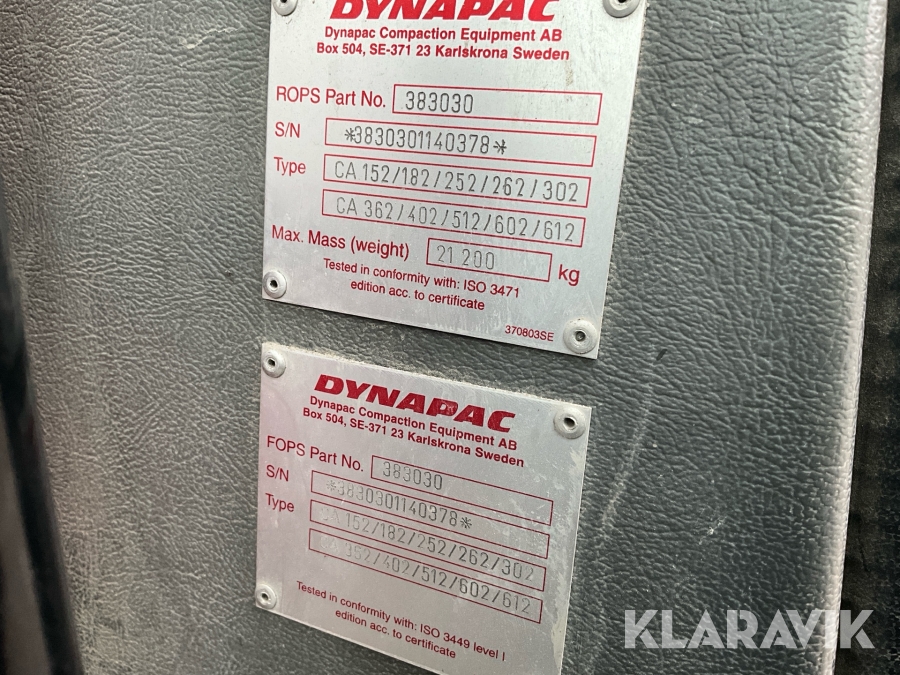 DYNAPAC
Dynapac Compaction Equipment AB
Box 504, SE-371 23 Karlskrona Sweden
ROPS Part No. 383030
S/N *3830301140378*
Type CA 152/182/252/262/302
CA 362/402/512/602/612
Max. Mass (weight) 21 200 kg
Tested in conformity with: ISO 3471
edition acc. to certificate
370803SE
DYNAPAC
Dynapac Compaction Equipment AB
Box 504, SE-371 23 Karlskrona Sweden
FOPS Part No. 383030
S/N *3830301140378*
Type CA 152/182/252/262/302
CA 362/402/512/602/612
Tested in conformity with: ISO 3449 level I
edition acc. to certificate
KLARAVIK